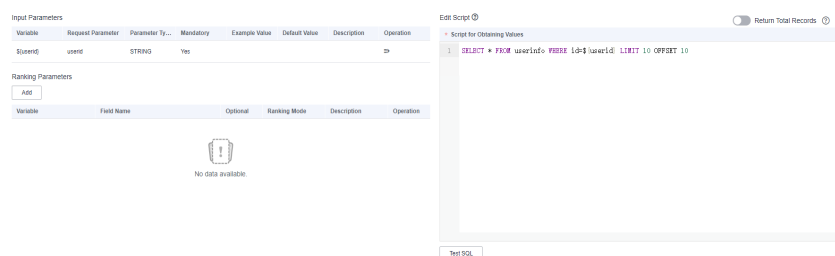 Input Parameters
Variable Request Parameter Parameter Ty... Mandatory Example Value Default Value Description Operation
${userid} userid STRING Yes
Ranking Parameters
Add
Variable Field Name Optional Ranking Mode Description Operation
No data available.
Edit Script
Return Total Records
* Script for Obtaining Values
1 SELECT * FROM userinfo WHERE id=${userid} LIMIT 10 OFFSET 10
Test SQL